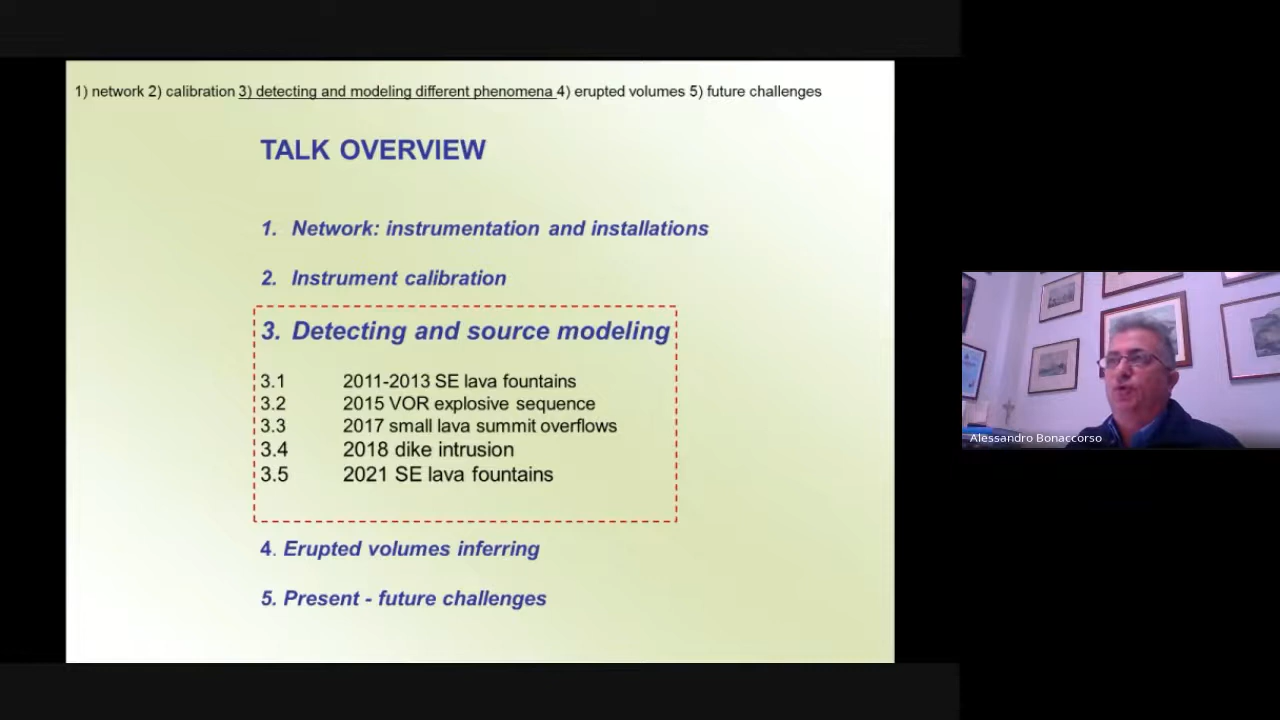 1) network 2) calibration 3) detecting and modeling different phenomena 4) erupted volumes 5) future challenges
TALK OVERVIEW
1. Network: instrumentation and installations
2. Instrument calibration
3. Detecting and source modeling
3.1 2011-2013 SE lava fountains
3.2 2015 VOR explosive sequence
3.3 2017 small lava summit overflows
3.4 2018 dike intrusion
3.5 2021 SE lava fountains
4. Erupted volumes inferring
5. Present - future challenges
Alessandro Bonaccorso